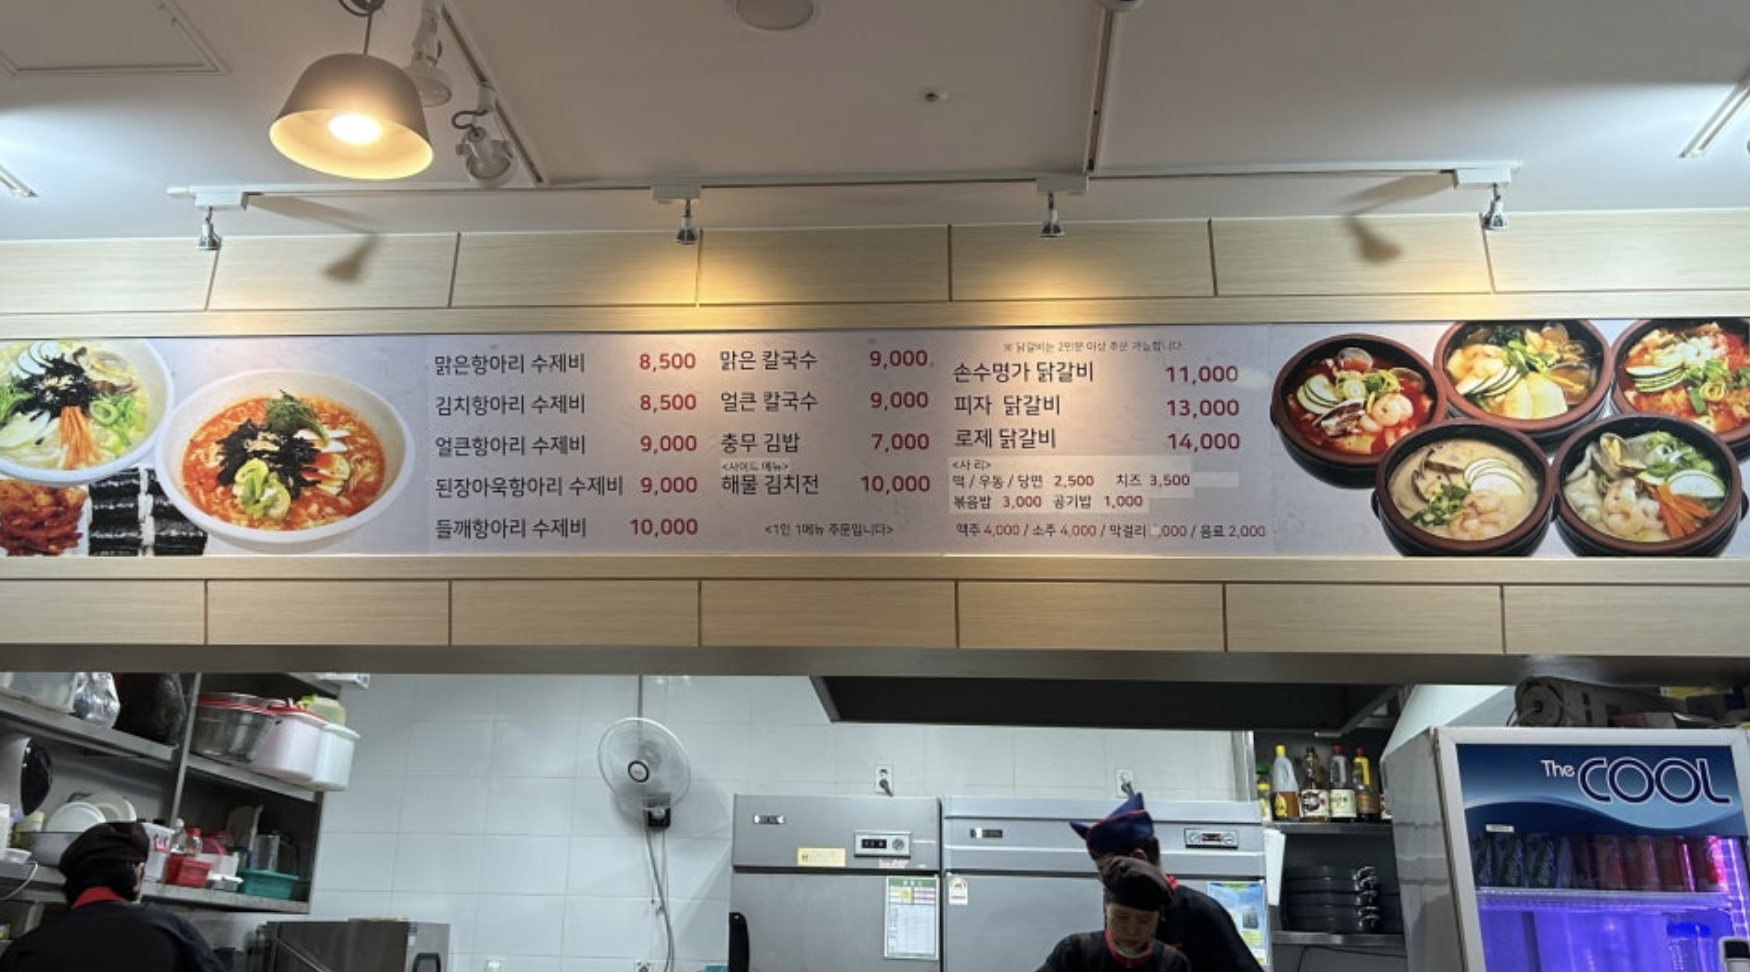 맑은항아리 수제비 8,500
김치항아리 수제비 8,500
얼큰항아리 수제비 9,000
된장아욱항아리 수제비 9,000
들깨항아리 수제비 10,000
맑은 칼국수 9,000
얼큰 칼국수 9,000
충무 김밥 7,000
<사이드 메뉴>
해물 김치전 10,000
<1인 1메뉴 주문입니다>
※ 닭갈비는 2인분 이상 주문 가능합니다.
손수명가 닭갈비 11,000
피자 닭갈비 13,000
로제 닭갈비 14,000
<사 리>
떡 / 우동 / 당면 2,500 치즈 3,500
볶음밥 3,000 공기밥 1,000
맥주 4,000 / 소주 4,000 / 막걸리 ,000 / 음료 2,000
The COOL